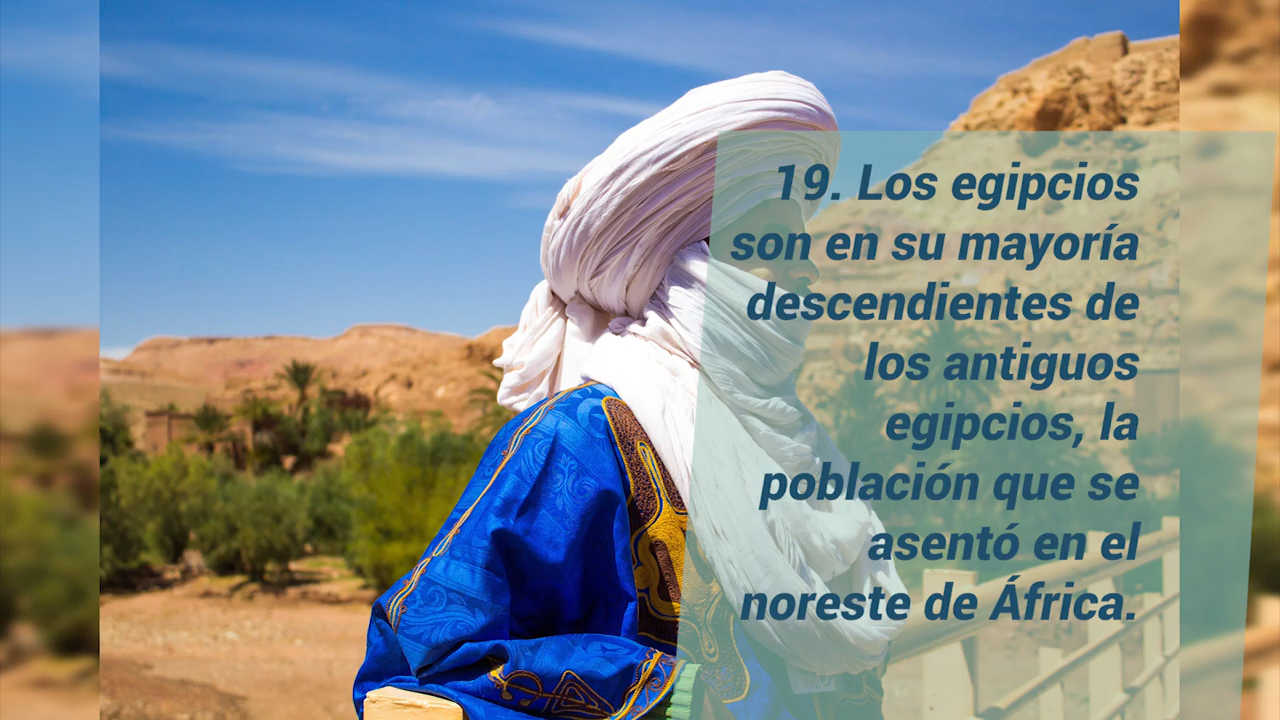 19. Los egipcios
son en su mayoría
descendientes de
los antiguos
egipcios, la
población que se
asentó en el
noreste de África.